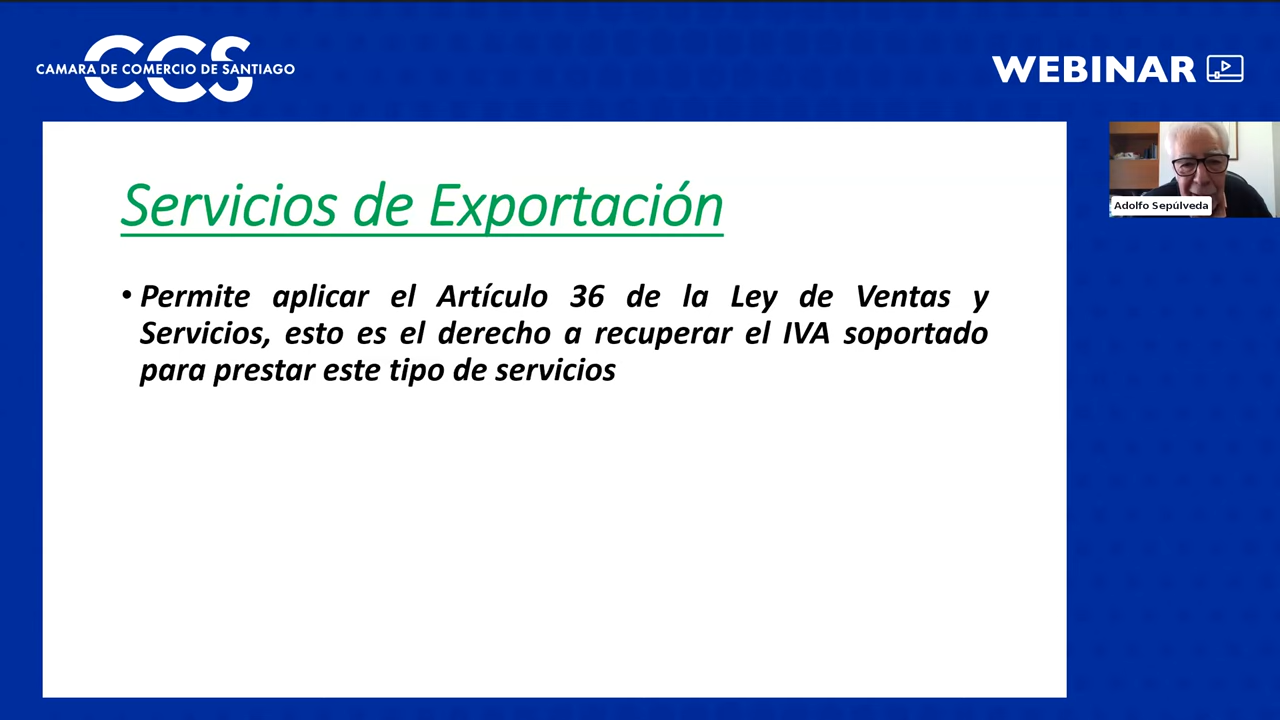 CCS
CAMARA DE COMERCIO DE SANTIAGO
WEBINAR
Adolfo Sepúlveda
Servicios de Exportación
• Permite aplicar el Artículo 36 de la Ley de Ventas y
Servicios, esto es el derecho a recuperar el IVA soportado
para prestar este tipo de servicios